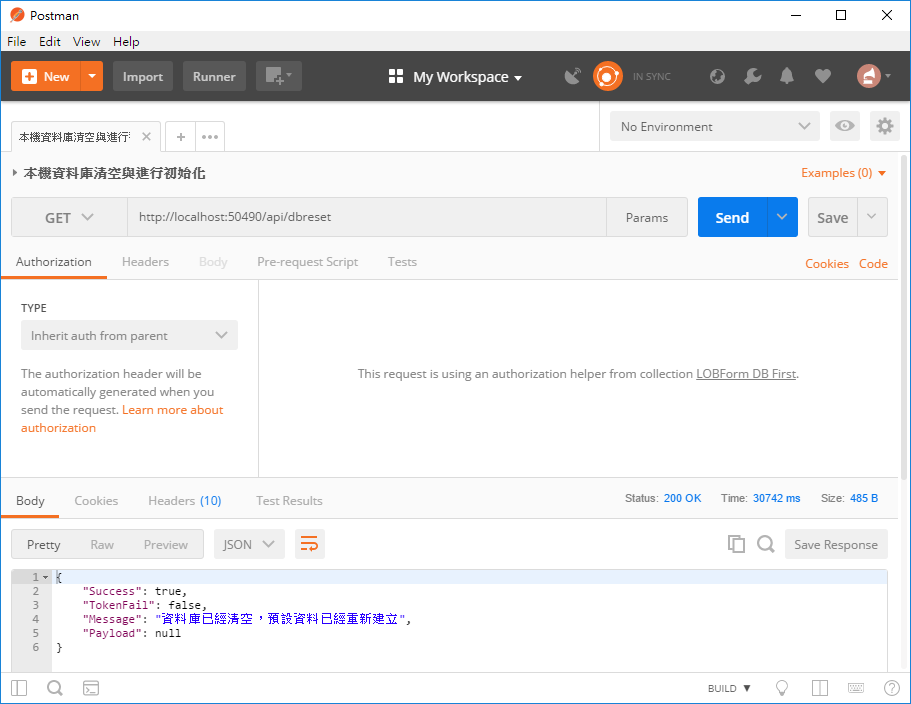 Postman
File Edit View Help
New Import Runner My Workspace IN SYNC
本機資料庫清空與進行 No Environment
本機資料庫清空與進行初始化 Examples (0)
GET http://localhost:50490/api/dbreset Params Send Save
Authorization Headers Body Pre-request Script Tests Cookies Code
TYPE
Inherit auth from parent
The authorization header will be
automatically generated when you
send the request. Learn more about
authorization
This request is using an authorization helper from collection LOBForm DB First.
Body Cookies Headers (10) Test Results Status: 200 OK Time: 30742 ms Size: 485 B
Pretty Raw Preview JSON Save Response
1 {
2 "Success": true,
3 "TokenFail": false,
4 "Message": "資料庫已經清空，預設資料已經重新建立",
5 "Payload": null
6 }
BUILD